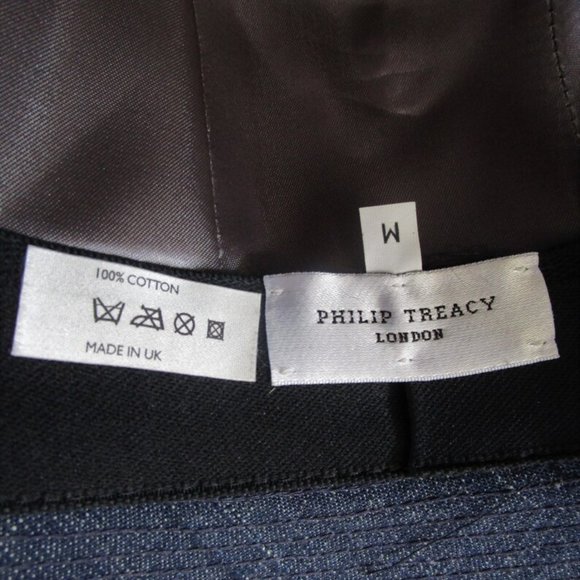 M
100% COTTON
MADE IN UK
PHILIP TREACY
LONDON